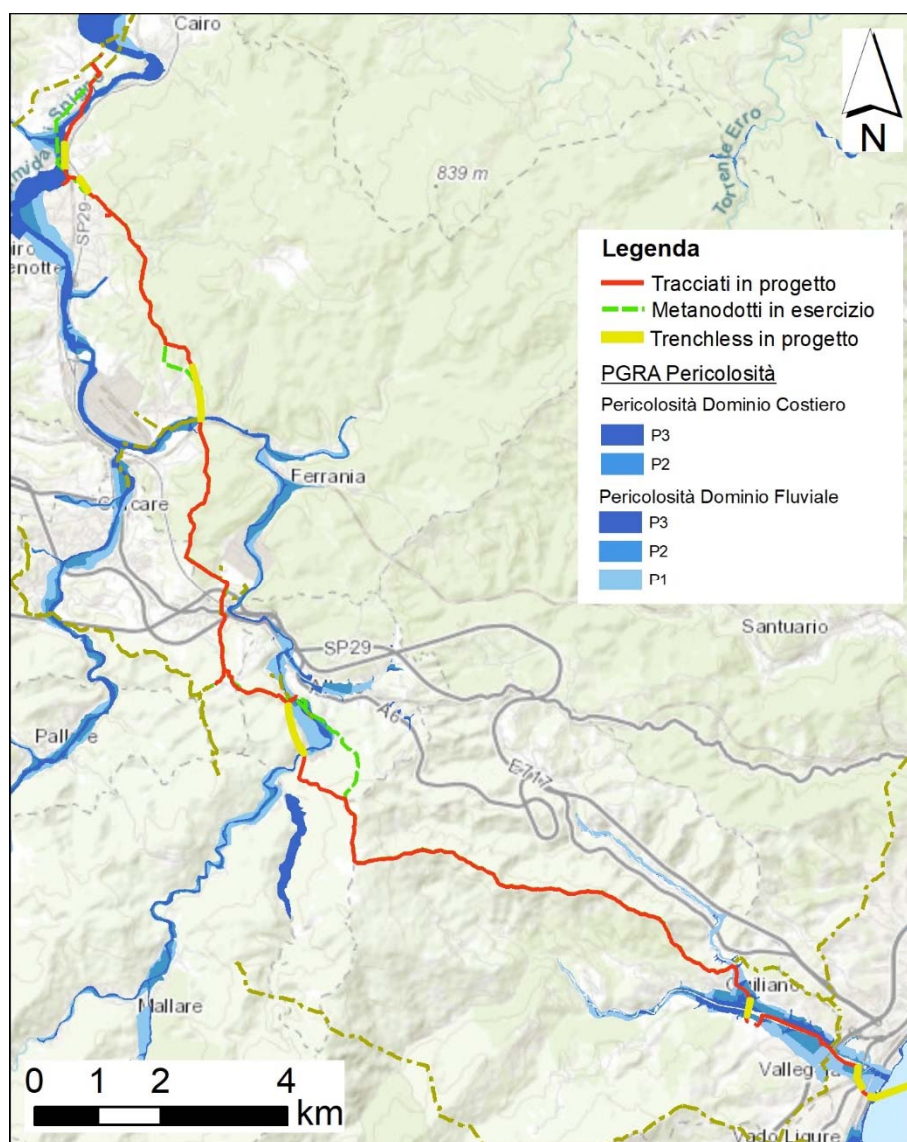 Cairo
N
839 m
Torrente Erro
SP29
Legenda
Tracciati in progetto
Metanodotti in esercizio
Trenchless in progetto
PGRA Pericolosità
Pericolosità Dominio Costiero
P3
P2
Pericolosità Dominio Fluviale
P3
P2
P1
Ferrania
Santuario
SP29
A6
E717
Mallare
0 1 2 4
km